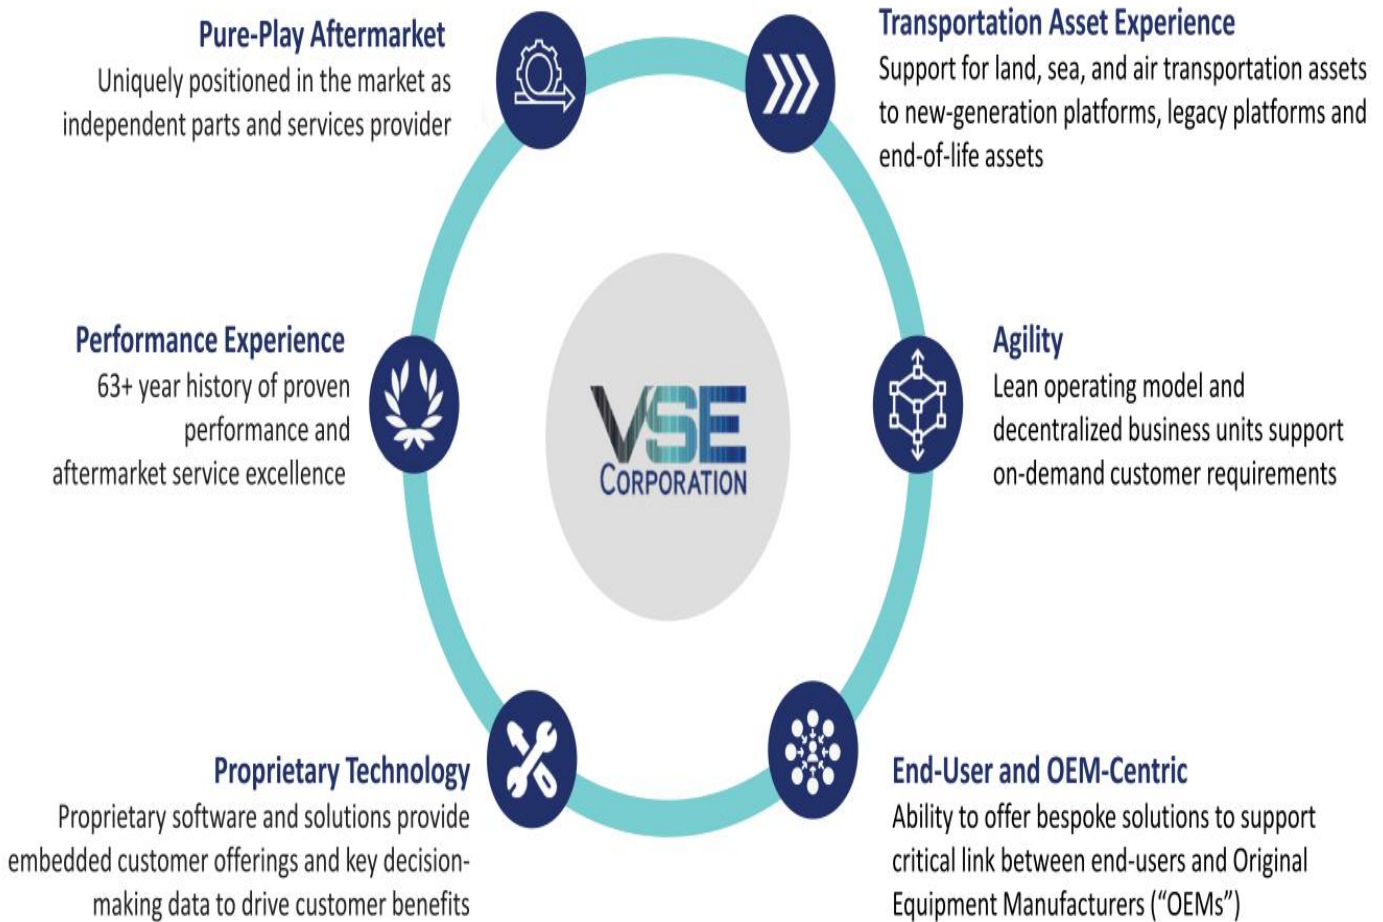 Pure-Play Aftermarket
Uniquely positioned in the market as
independent parts and services provider
Transportation Asset Experience
Support for land, sea, and air transportation assets
to new-generation platforms, legacy platforms and
end-of-life assets
Performance Experience
63+ year history of proven
performance and
aftermarket service excellence
VSE
CORPORATION
Agility
Lean operating model and
decentralized business units support
on-demand customer requirements
Proprietary Technology
Proprietary software and solutions provide
embedded customer offerings and key decision-
making data to drive customer benefits
End-User and OEM-Centric
Ability to offer bespoke solutions to support
critical link between end-users and Original
Equipment Manufacturers (“OEMs”)